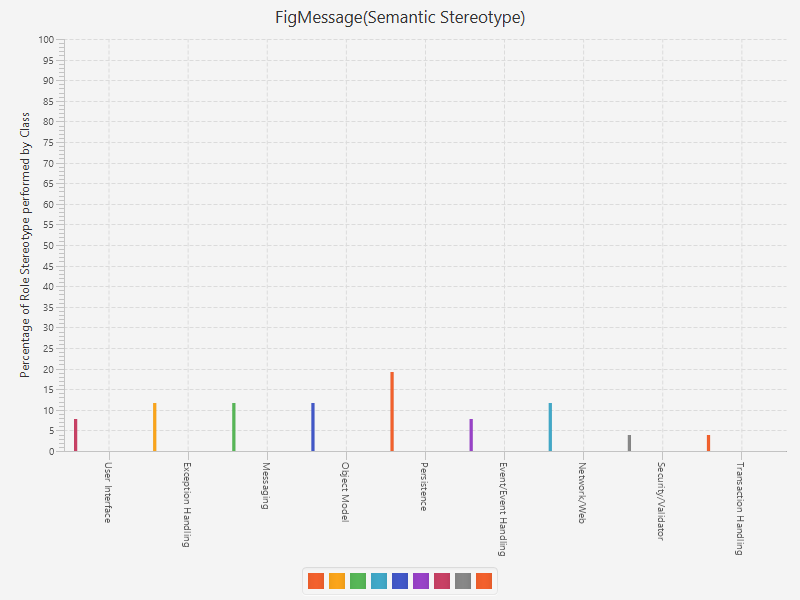 FigMessage(Semantic Stereotype)
Percentage of Role Stereotype performed by Class
100
95
90
85
80
75
70
65
60
55
50
45
40
35
30
25
20
15
10
5
0
User Interface
Exception Handling
Messaging
Object Model
Persistence
Event/Event Handling
Network/Web
Security/Validator
Transaction Handling